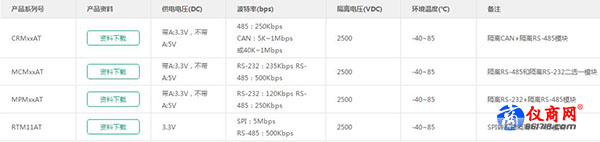 产品系列号 产品资料 供电电压(DC) 波特率(bps) 隔离电压(VDC) 环境温度(℃) 备注
CRMxxAT 资料下载 带A:3.3V，不带A:5V 485：250Kbps CAN：5K~1Mbps 或40K~1Mbps 2500 -40~85 隔离CAN+隔离RS-485模块
MCMxxAT 资料下载 带A:3.3V，不带A:5V RS-232：235Kbps RS-485：500Kbps 2500 -40~85 隔离RS-485和隔离RS-232二选一模块
MPMxxAT 资料下载 带A:3.3V，不带A:5V RS-232：120Kbps RS-485：250Kbps 2500 -40~85 隔离RS-232+隔离RS-485模块
RTM11AT 资料下载 3.3V SPI：5Mbps RS-485：500Kbps 2500 -40~85 SPI转
仪商网
www.861718.com